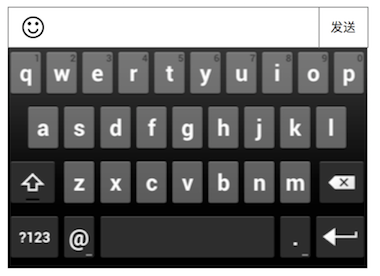 发送
1 2 3 4 5 6 7 8 9 0
q w e r t y u i o p
a s d f g h j k l
z x c v b n m
?123 @ _ . _